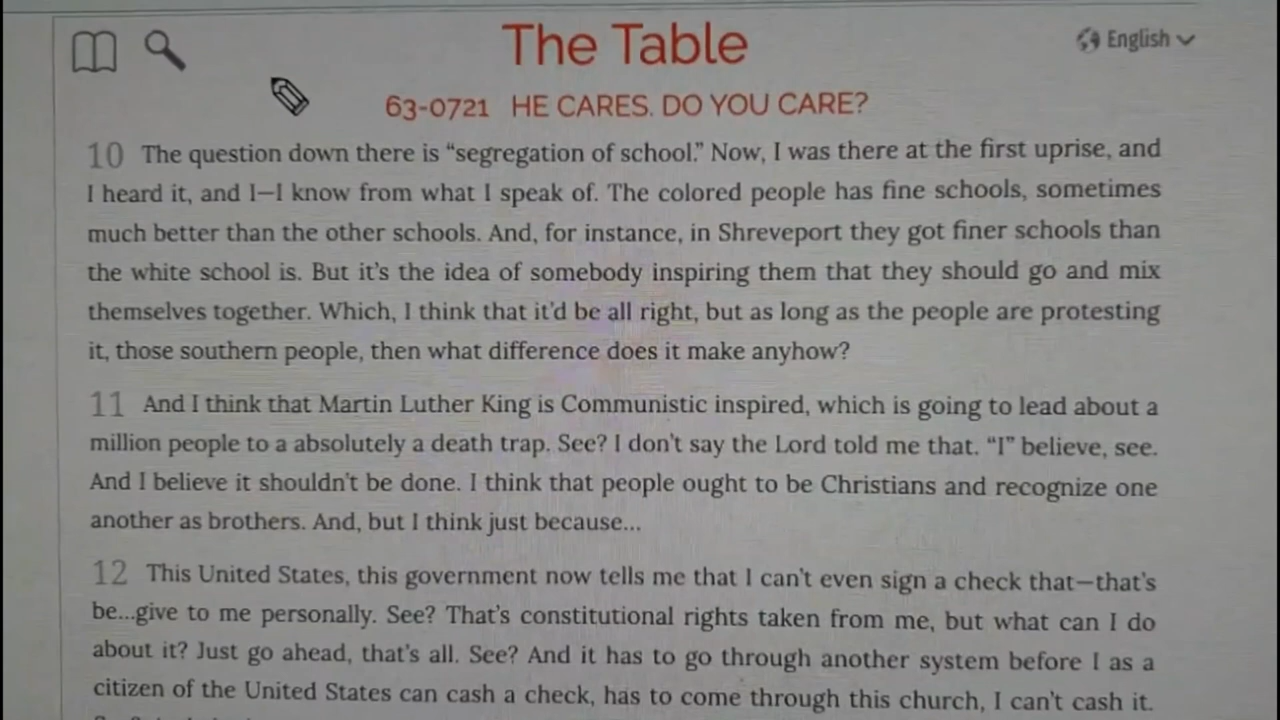 The Table
English
63-0721 HE CARES. DO YOU CARE?
10 The question down there is “segregation of school.” Now, I was there at the first uprise, and
I heard it, and I—I know from what I speak of. The colored people has fine schools, sometimes
much better than the other schools. And, for instance, in Shreveport they got finer schools than
the white school is. But it's the idea of somebody inspiring them that they should go and mix
themselves together. Which, I think that it'd be all right, but as long as the people are protesting
it, those southern people, then what difference does it make anyhow?
11 And I think that Martin Luther King is Communistic inspired, which is going to lead about a
million people to a absolutely a death trap. See? I don't say the Lord told me that. “I” believe, see.
And I believe it shouldn't be done. I think that people ought to be Christians and recognize one
another as brothers. And, but I think just because...
12 This United States, this government now tells me that I can't even sign a check that—that's
be...give to me personally. See? That's constitutional rights taken from me, but what can I do
about it? Just go ahead, that's all. See? And it has to go through another system before I as a
citizen of the United States can cash a check, has to come through this church, I can't cash it.